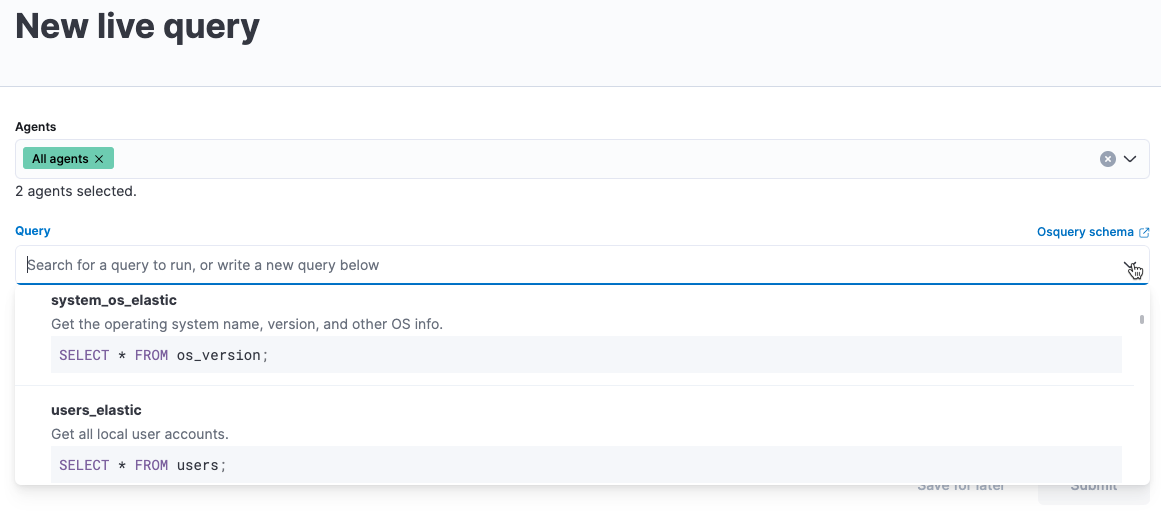 New live query
Agents
All agents
2 agents selected.
Query
Osquery schema
Search for a query to run, or write a new query below
system_os_elastic
Get the operating system name, version, and other OS info.
SELECT * FROM os_version;
users_elastic
Get all local user accounts.
SELECT * FROM users;
Save for later
Submit